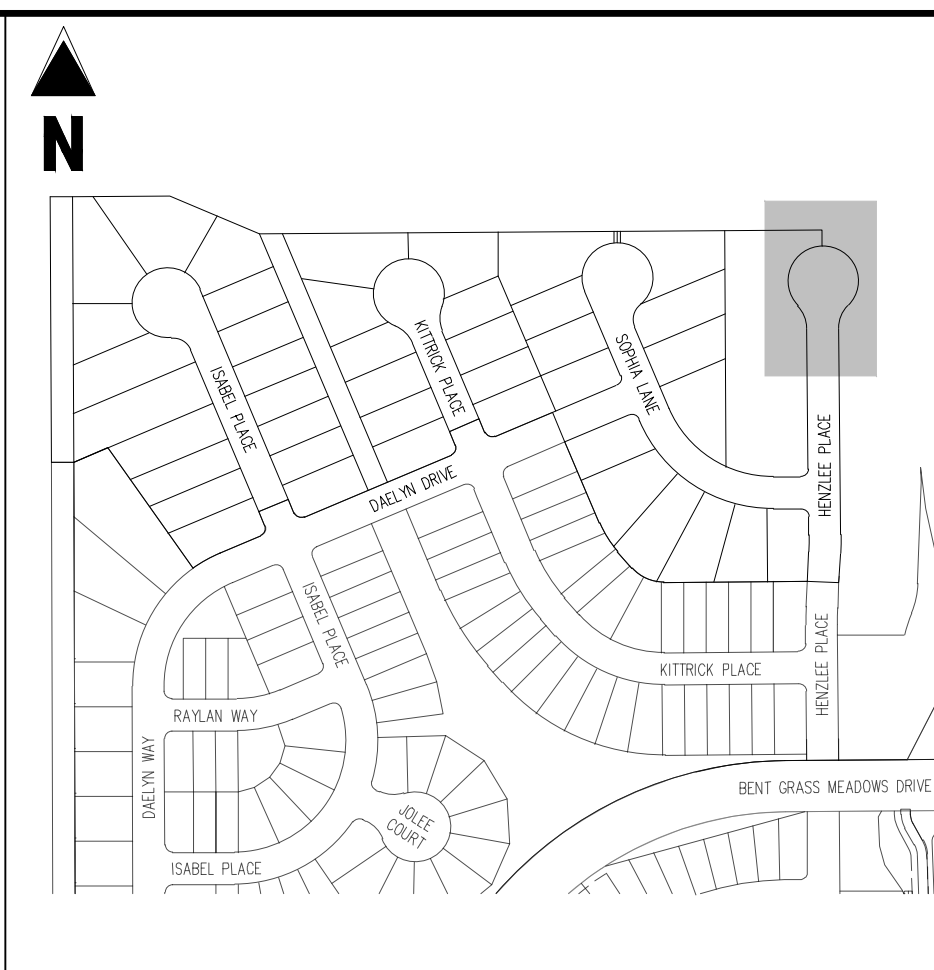 N
ISABEL PLACE
KITTRICK PLACE
SOPHIA LANE
HENZLEE PLACE
DAELYN DRIVE
ISABEL PLACE
KITTRICK PLACE
HENZLEE PLACE
RAYLAN WAY
DAELYN WAY
BENT GRASS MEADOWS DRIVE
JOLEE
COURT
ISABEL PLACE